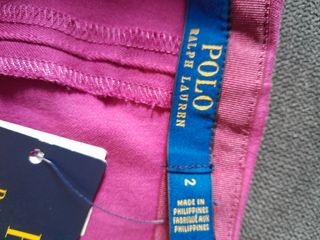 POLO
RALPH LAUREN
2
MADE IN
PHILIPPINES
FABRIQUÉ AUX
PHILIPPINES